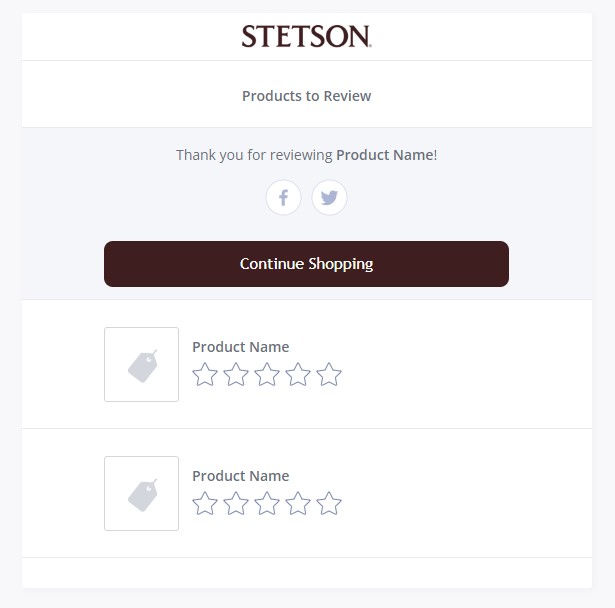 STETSON
Products to Review
Thank you for reviewing Product Name!
Continue Shopping
Product Name
Product Name